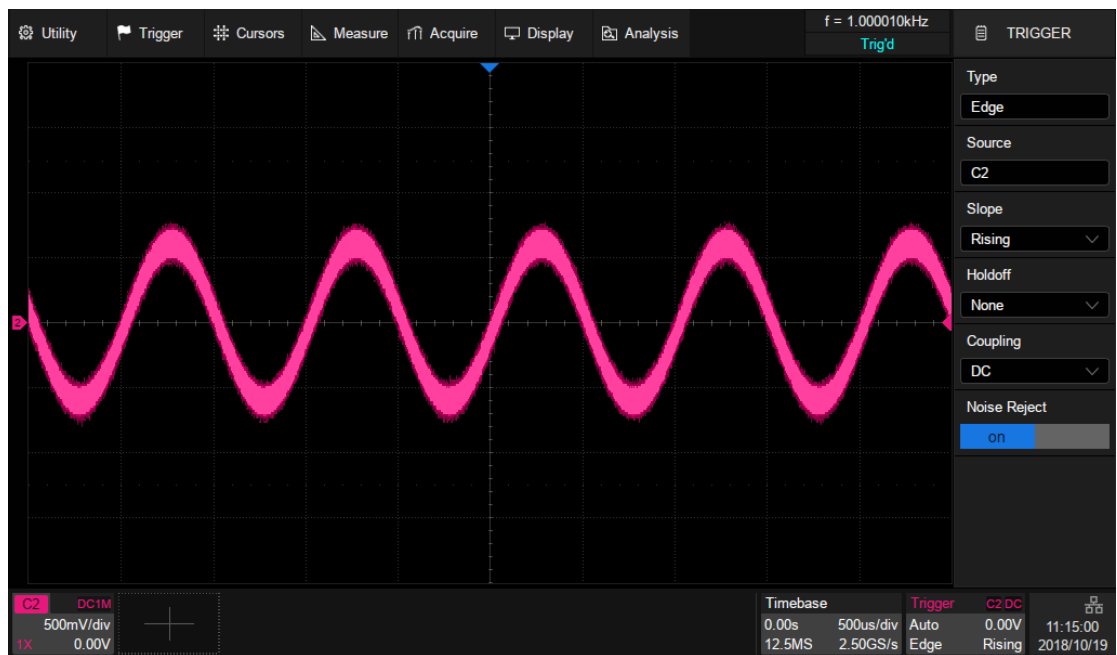 Utility Trigger Cursors Measure Acquire Display Analysis
f = 1.000010kHz
Trig'd
TRIGGER
Type
Edge
Source
C2
Slope
Rising
Holdoff
None
Coupling
DC
Noise Reject
on
2
C2 DC1M
500mV/div
1X 0.00V
Timebase
0.00s 500us/div
12.5MS 2.50GS/s
Trigger C2 DC
Auto 0.00V
Edge Rising
11:15:00
2018/10/19